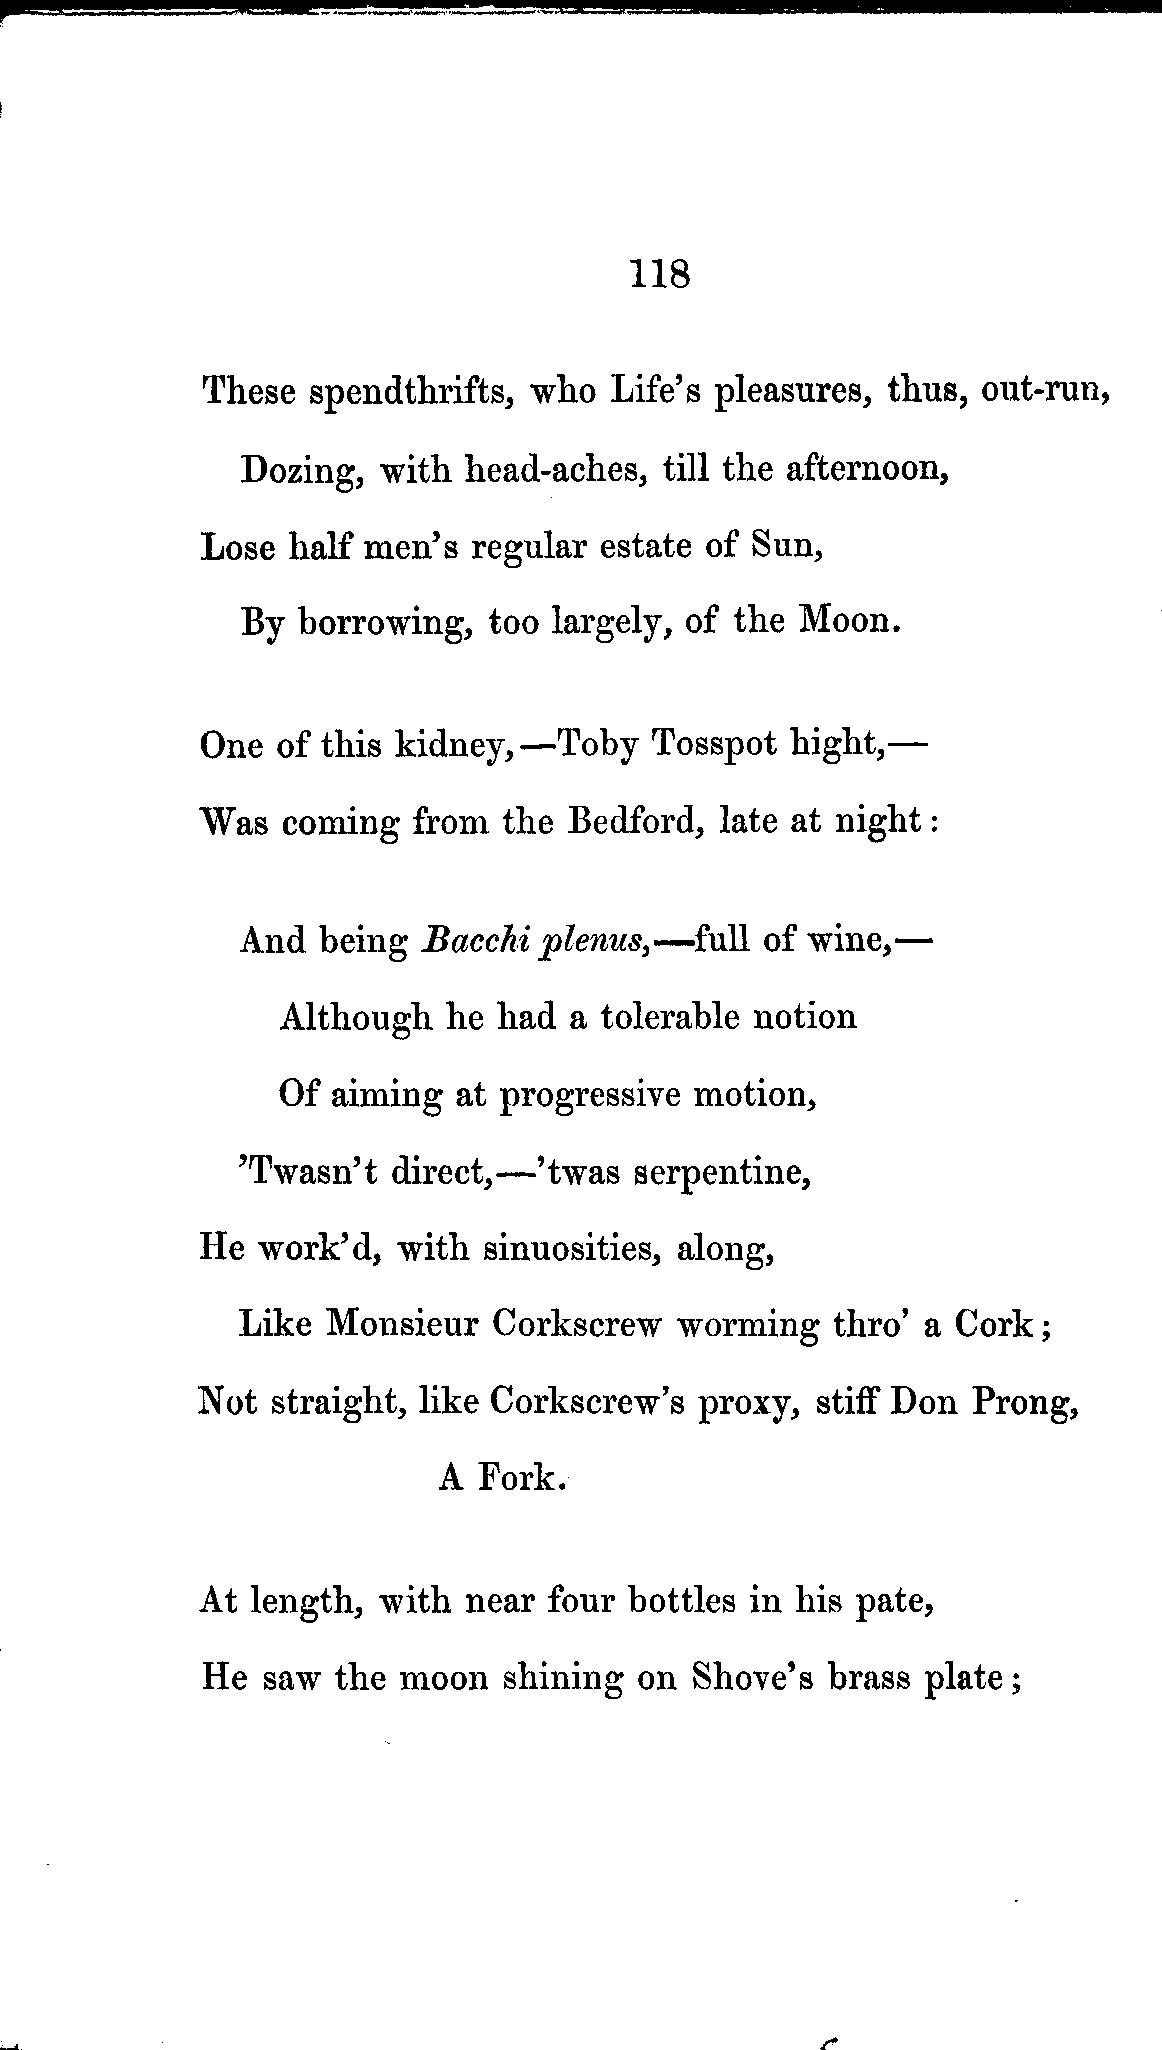 118
These spendthrifts, who Life's pleasures, thus, out-run,
Dozing, with head-aches, till the afternoon,
Lose half men's regular estate of Sun,
By borrowing, too largely, of the Moon.
One of this kidney,—Toby Tosspot hight,—
Was coming from the Bedford, late at night:
And being Bacchi plenus,—full of wine,—
Although he had a tolerable notion
Of aiming at progressive motion,
'Twasn't direct,—'twas serpentine,
He work'd, with sinuosities, along,
Like Monsieur Corkscrew worming thro' a Cork;
Not straight, like Corkscrew's proxy, stiff Don Prong,
A Fork.
At length, with near four bottles in his pate,
He saw the moon shining on Shove's brass plate;